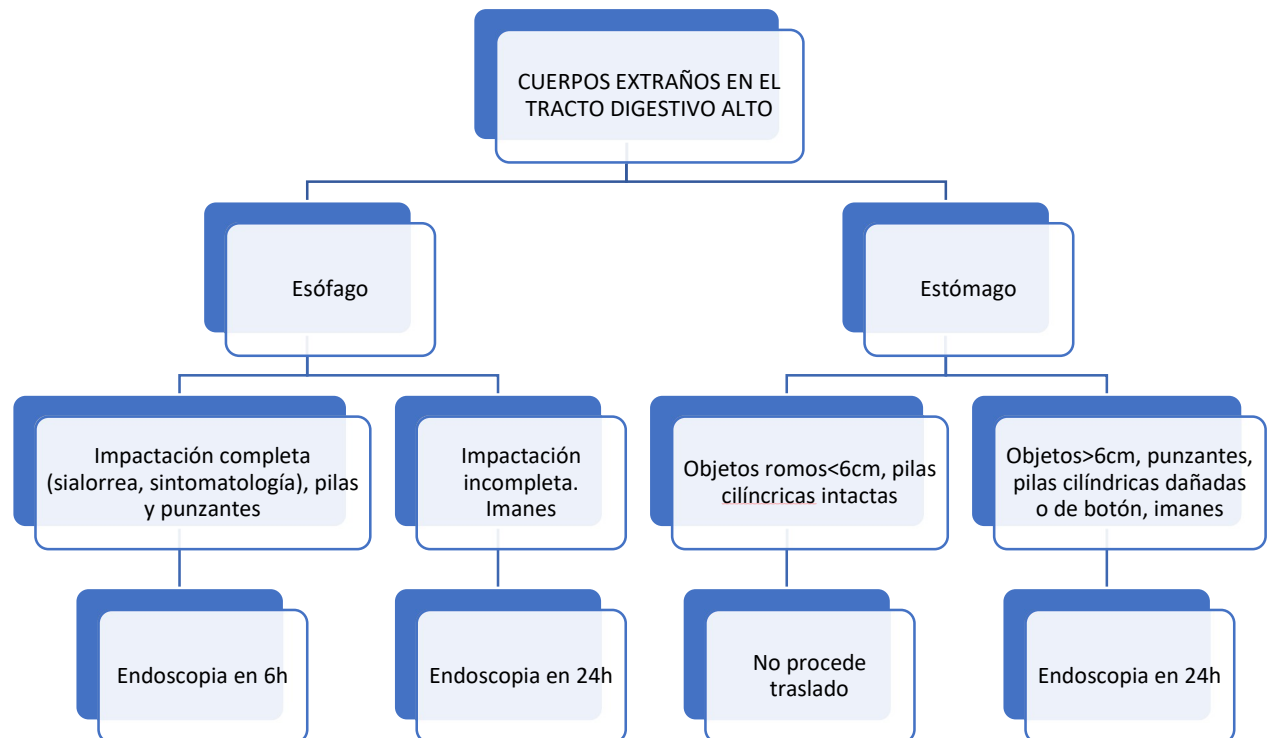 CUERPOS EXTRAÑOS EN EL
TRACTO DIGESTIVO ALTO
Esófago
Estómago
Impactación completa
(sialorrea, sintomatología), pilas
y punzantes
Impactación
incompleta.
Imanes
Objetos romos<6cm, pilas
cilíncricas intactas
Objetos>6cm, punzantes,
pilas cilíndricas dañadas
o de botón, imanes
Endoscopia en 6h
Endoscopia en 24h
No procede
traslado
Endoscopia en 24h